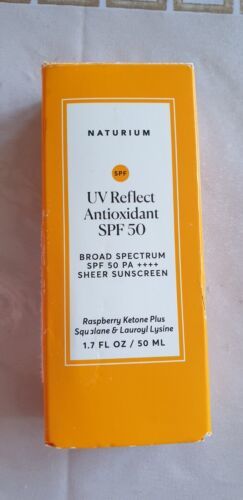 NATURIUM
SPF
UV Reflect
Antioxidant
SPF 50
BROAD SPECTRUM
SPF 50 PA ++++
SHEER SUNSCREEN
Raspberry Ketone Plus
Squalane & Lauroyl Lysine
1.7 FL OZ / 50 ML